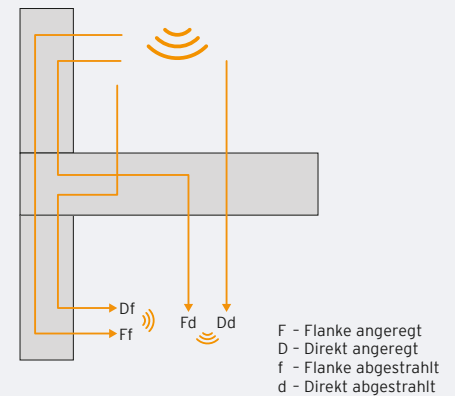 Df
Ff
Fd
Dd
F – Flanke angeregt
D – Direkt angeregt
f – Flanke abgestrahlt
d – Direkt abgestrahlt